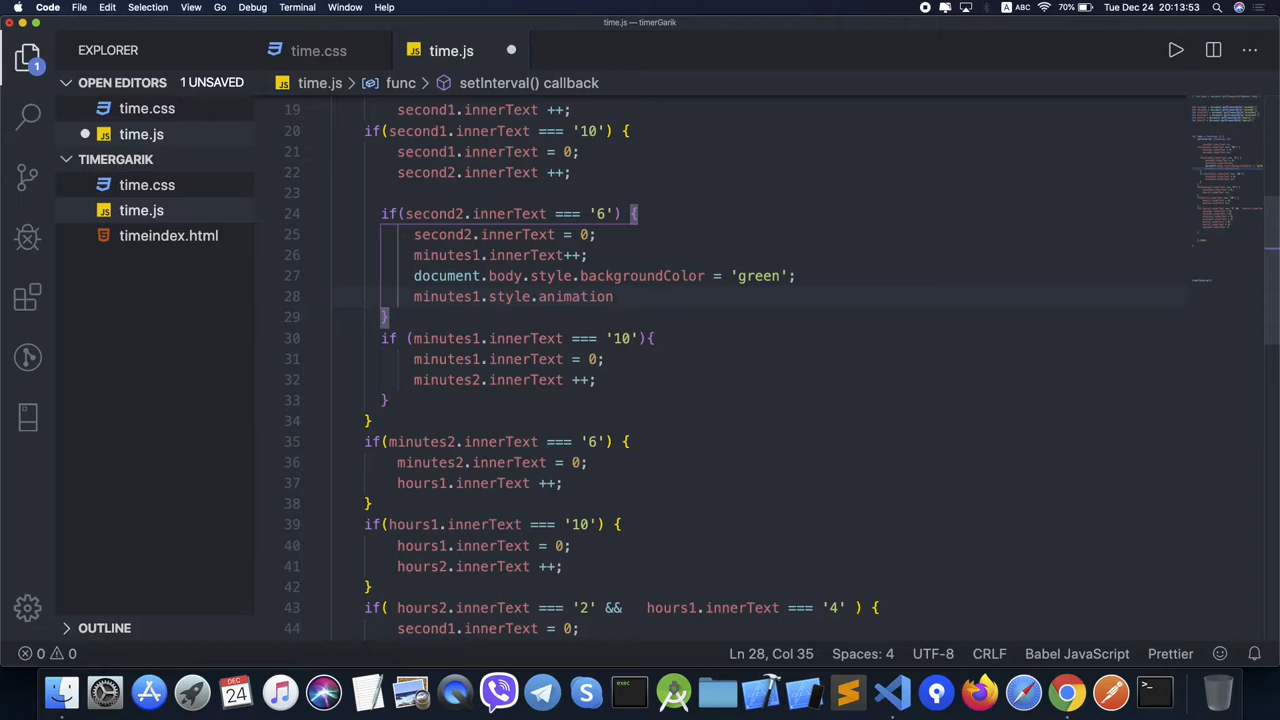 Code File Edit Selection View Go Debug Terminal Window Help
ABC 70% Tue Dec 24 20:13:53
time.js — timerGarik
EXPLORER
time.css
time.js
1
OPEN EDITORS 1 UNSAVED
time.js > func > setInterval() callback
time.css
time.js
TIMERGARIK
time.css
time.js
timeindex.html
19 second1.innerText ++;
20 if(second1.innerText === '10') {
21 second1.innerText = 0;
22 second2.innerText ++;
23
24 if(second2.innerText === '6') {
25 second2.innerText = 0;
26 minutes1.innerText++;
27 document.body.style.backgroundColor = 'green';
28 minutes1.style.animation
29 }
30 if (minutes1.innerText === '10'){
31 minutes1.innerText = 0;
32 minutes2.innerText ++;
33 }
34 }
35 if(minutes2.innerText === '6') {
36 minutes2.innerText = 0;
37 hours1.innerText ++;
38 }
39 if(hours1.innerText === '10') {
40 hours1.innerText = 0;
41 hours2.innerText ++;
42 }
43 if( hours2.innerText === '2' && hours1.innerText === '4' ) {
44 second1.innerText = 0;
OUTLINE
0 0 Ln 28, Col 35 Spaces: 4 UTF-8 CRLF Babel JavaScript Prettier
DEC
24
exec